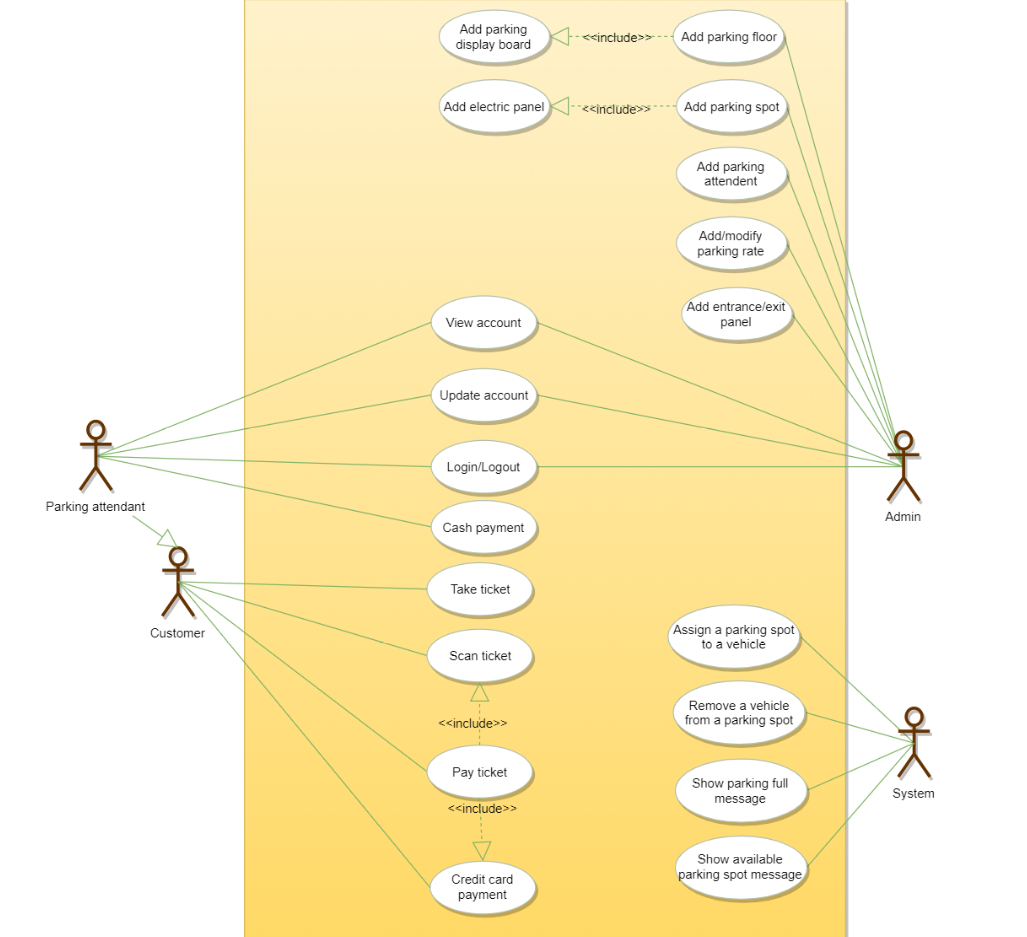 Add parking
display board
<<include>>
Add parking floor
Add electric panel
<<include>>
Add parking spot
Add parking
attendent
Add/modify
parking rate
Add entrance/exit
panel
View account
Update account
Login/Logout
Cash payment
Parking attendant
Admin
Take ticket
Customer
Scan ticket
Assign a parking spot
to a vehicle
<<include>>
Remove a vehicle
from a parking spot
Pay ticket
<<include>>
Show parking full
message
System
Credit card
payment
Show available
parking spot message